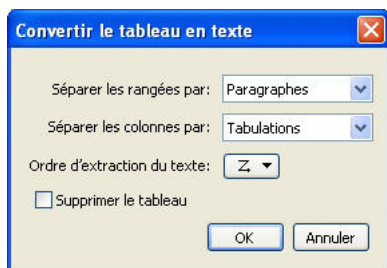 Convertir le tableau en texte
Séparer les rangées par: Paragraphes
Séparer les colonnes par: Tabulations
Ordre d'extraction du texte: Z
Supprimer le tableau
OK Annuler